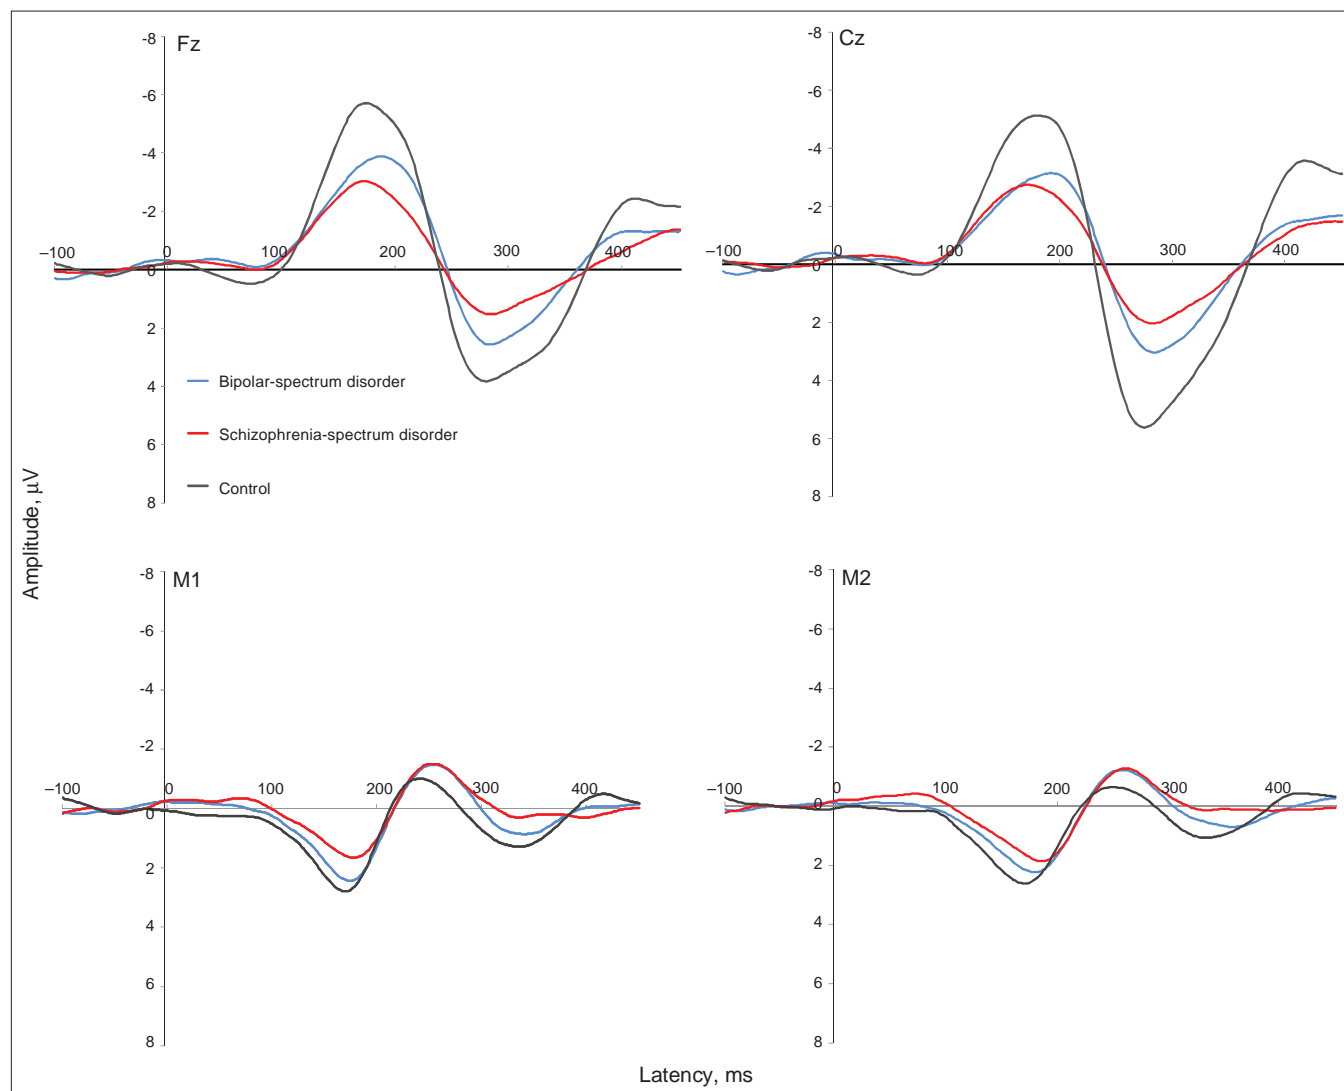 Fz
-8
-6
-4
-2
0
2
4
6
8
−100 0 100 200 300 400
Bipolar-spectrum disorder
Schizophrenia-spectrum disorder
Control
Cz
-8
-6
-4
-2
0
2
4
6
8
−100 0 100 200 300 400
Amplitude, μV
M1
-8
-6
-4
-2
0
2
4
6
8
−100 0 100 200 300 400
M2
-8
-6
-4
-2
0
2
4
6
8
−100 0 100 200 300 400
Latency, ms